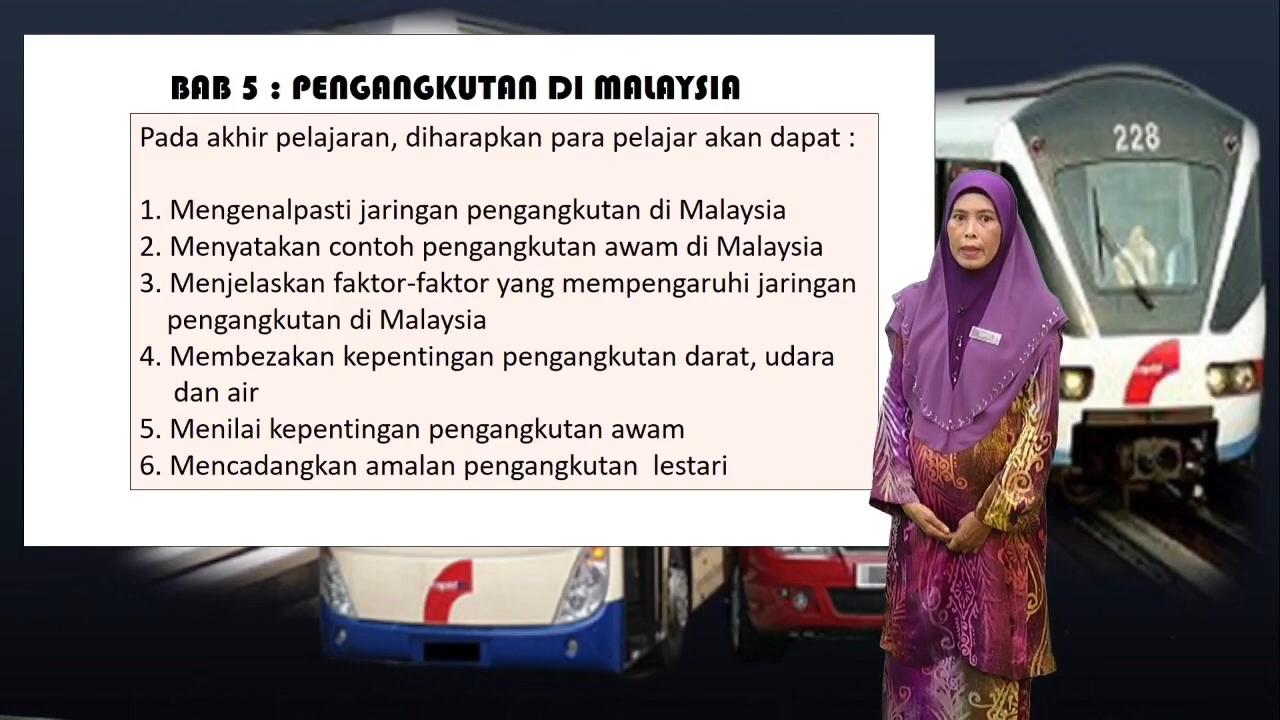 BAB 5 : PENGANGKUTAN DI MALAYSIA
Pada akhir pelajaran, diharapkan para pelajar akan dapat :
1. Mengenalpasti jaringan pengangkutan di Malaysia
2. Menyatakan contoh pengangkutan awam di Malaysia
3. Menjelaskan faktor-faktor yang mempengaruhi jaringan
pengangkutan di Malaysia
4. Membezakan kepentingan pengangkutan darat, udara
dan air
5. Menilai kepentingan pengangkutan awam
6. Mencadangkan amalan pengangkutan  lestari
228